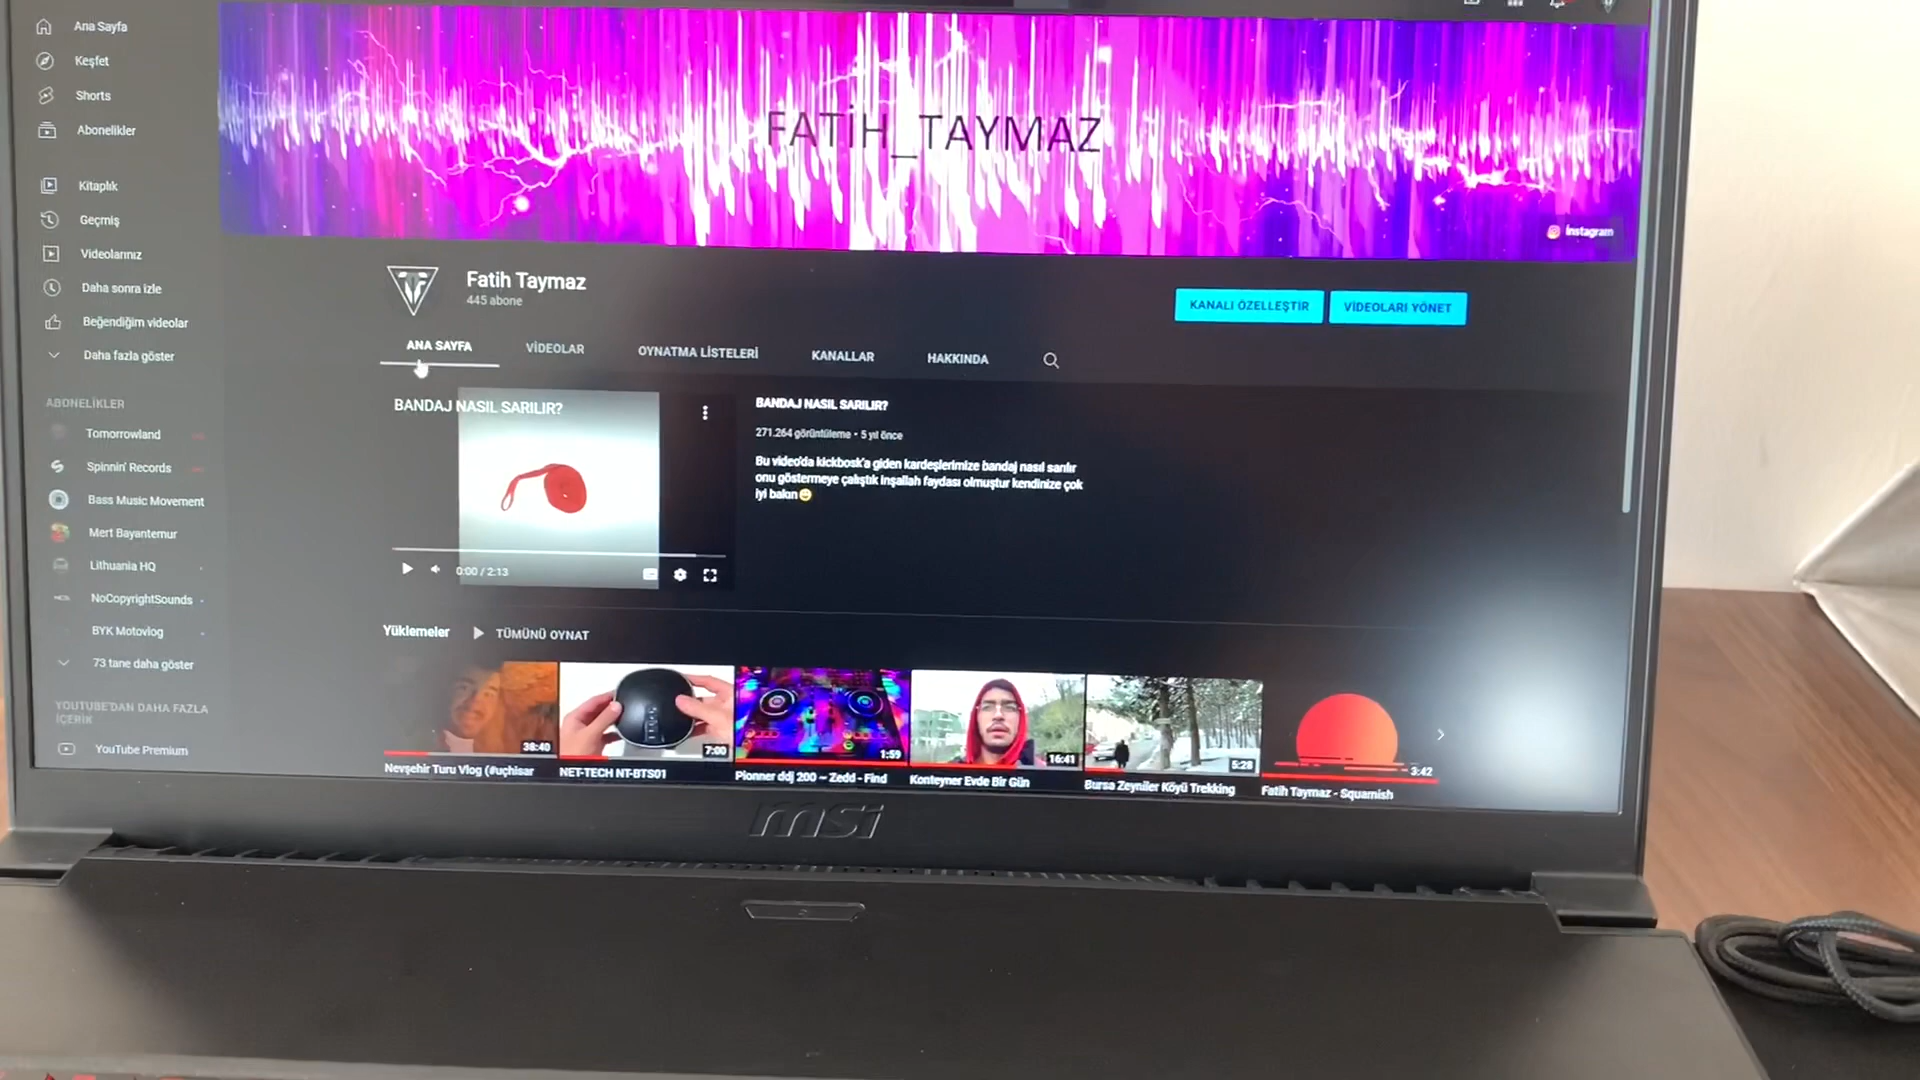 Ana Sayfa
Keşfet
Shorts
Abonelikler
Kitaplık
Geçmiş
Videolarınız
Daha sonra izle
Beğendiğim videolar
Daha fazla göster
ABONELİKLER
Tomorrowland
Spinnin' Records
Bass Music Movement
Mert Bayantemur
Lithuania HQ
NoCopyrightSounds
BYK Motovlog
73 tane daha göster
YOUTUBE'DAN DAHA FAZLA
İÇERİK
YouTube Premium
FATİH_TAYMAZ
Instagram
Fatih Taymaz
445 abone
KANALI ÖZELLEŞTİR
VİDEOLARI YÖNET
ANA SAYFA
VİDEOLAR
OYNATMA LİSTELERİ
KANALLAR
HAKKINDA
BANDAJ NASIL SARILIR?
0:00 / 2:13
BANDAJ NASIL SARILIR?
271.264 görüntüleme • 5 yıl önce
Bu video'da kickbosk'a giden kardeşlerimize bandaj nasıl sarılır
onu göstermeye çalıştık inşallah faydası olmuştur kendinize çok
iyi bakın😃
Yüklemeler
TÜMÜNÜ OYNAT
38:40
7:00
1:59
16:41
5:28
3:42
Nevşehir Turu Vlog (#uçhisar
NET-TECH NT-BTS01
Pionner ddj 200 – Zedd - Find
Konteyner Evde Bir Gün
Bursa Zeyniler Köyü Trekking
Fatih Taymaz - Squamish
msi